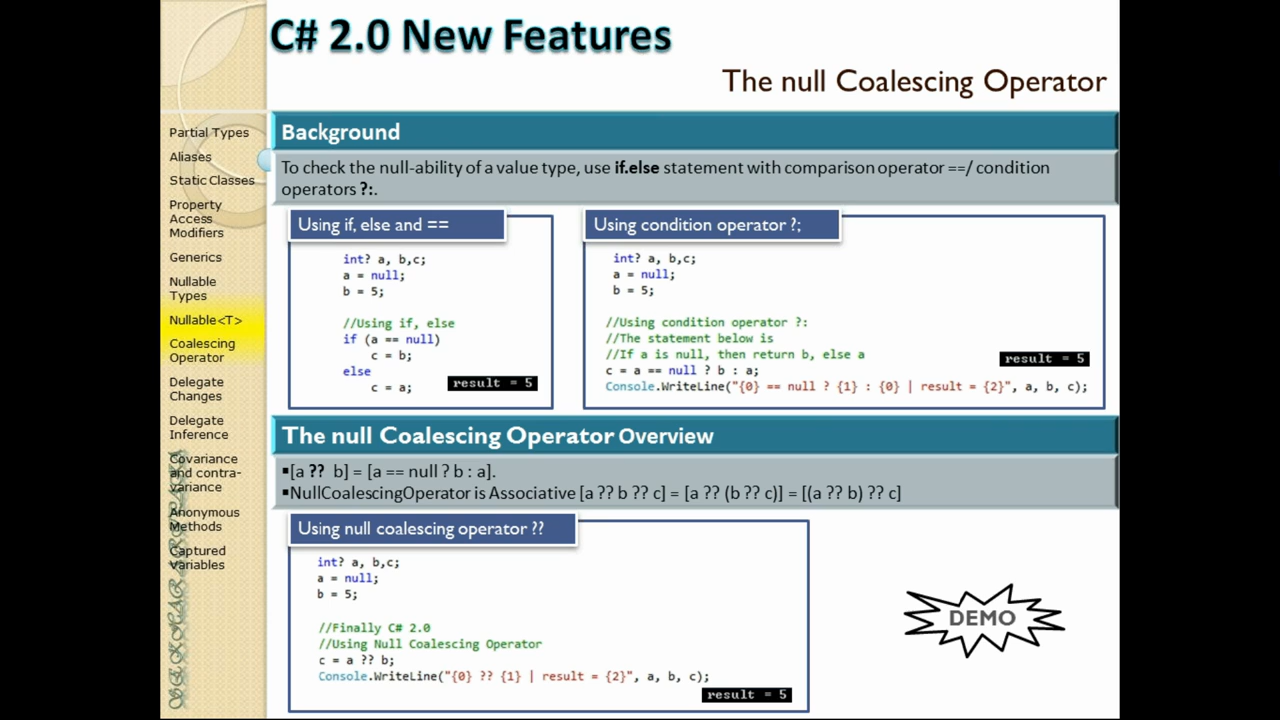 C# 2.0 New Features
The null Coalescing Operator
Partial Types
Aliases
Static Classes
Property
Access
Modifiers
Generics
Nullable
Types
Nullable<T>
Coalescing
Operator
Delegate
Changes
Delegate
Inference
Covariance
and contra-
variance
Anonymous
Methods
Captured
variables
Background
To check the null-ability of a value type, use if.else statement with comparison operator ==/ condition
operators ?:.
Using if, else and ==
int? a, b,c;
a = null;
b = 5;
//Using if, else
if (a == null)
c = b;
else
c = a;
result = 5
Using condition operator ?;
int? a, b,c;
a = null;
b = 5;
//Using condition operator ?:
//The statement below is
//If a is null, then return b, else a
c = a == null ? b : a;
Console.WriteLine("{0} == null ? {1} : {0} | result = {2}", a, b, c);
result = 5
The null Coalescing Operator Overview
▪[a ?? b] = [a == null ? b : a].
▪NullCoalescingOperator is Associative [a ?? b ?? c] = [a ?? (b ?? c)] = [(a ?? b) ?? c]
Using null coalescing operator ??
int? a, b,c;
a = null;
b = 5;
//Finally C# 2.0
//Using Null Coalescing Operator
c = a ?? b;
Console.WriteLine("{0} ?? {1} | result = {2}", a, b, c);
result = 5
DEMO